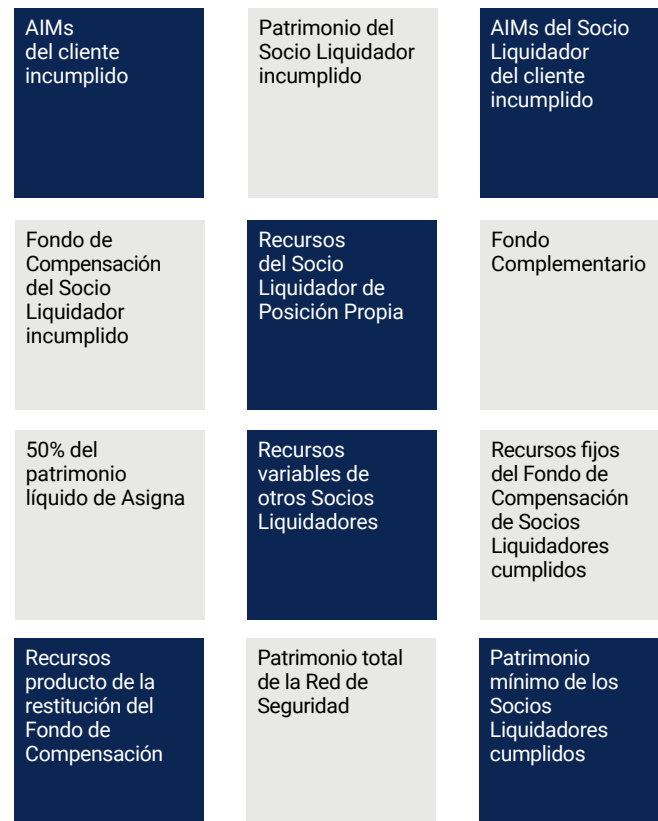 AIMs
del cliente
incumplido
Patrimonio del
Socio Liquidador
incumplido
AIMs del Socio
Liquidador
del cliente
incumplido
Fondo de
Compensación
del Socio
Liquidador
incumplido
Recursos
del Socio
Liquidador de
Posición Propia
Fondo
Complementario
50% del
patrimonio
líquido de Asigna
Recursos
variables de
otros Socios
Liquidadores
Recursos fijos
del Fondo de
Compensación
de Socios
Liquidadores
cumplidos
Recursos
producto de la
restitución del
Fondo de
Compensación
Patrimonio total
de la Red de
Seguridad
Patrimonio
mínimo de los
Socios
Liquidadores
cumplidos